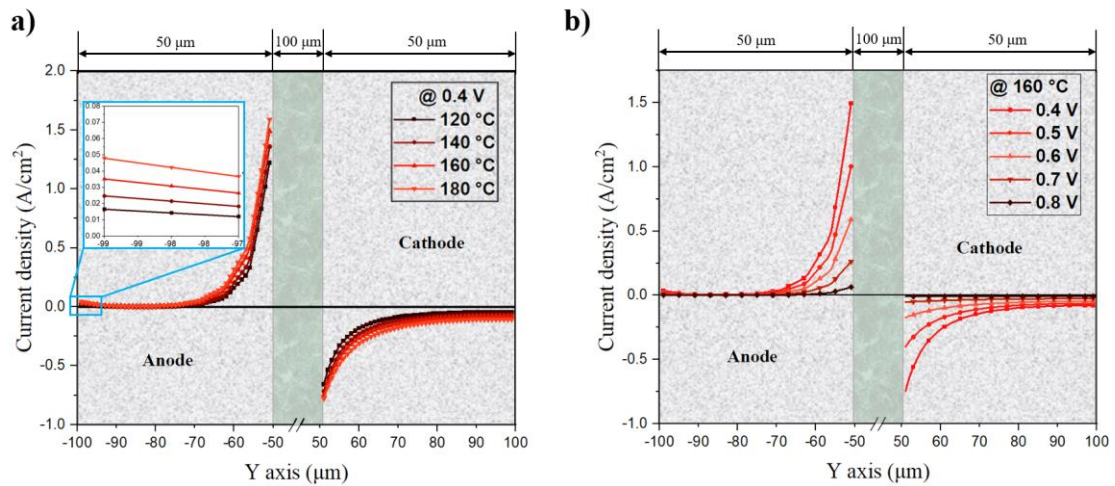 a)
50 μm
100 μm
50 μm
2.0
1.5
1.0
0.5
0.0
-0.5
-1.0
Current density (A/cm²)
0.08
0.07
0.06
0.05
0.04
0.03
0.02
0.01
0.00
-99
-98
-98
-97
-97
@ 0.4 V
120 °C
140 °C
160 °C
180 °C
Cathode
Anode
-100
-90
-80
-70
-60
-50
50
60
70
80
90
100
Y axis (μm)
b)
50 μm
100 μm
50 μm
1.5
1.0
0.5
0.0
-0.5
-1.0
Current density (A/cm²)
@ 160 °C
0.4 V
0.5 V
0.6 V
0.7 V
0.8 V
Cathode
Anode
-100
-90
-80
-70
-60
-50
50
60
70
80
90
100
Y axis (μm)